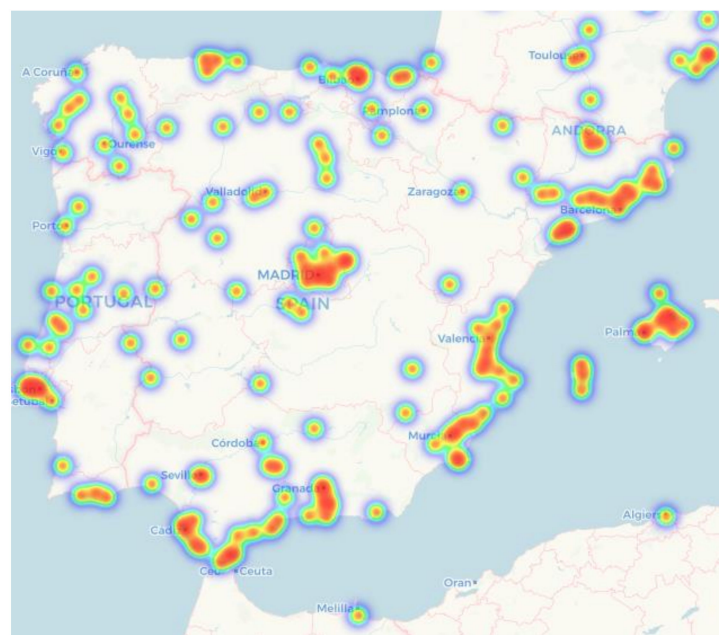 A Coruña
Toulouse
Bilbao
Pamplona
ANDORRA
Ourense
Vigo
Valladolid
Zaragoza
Barcelona
Porto
MADRID
PORTUGAL
SPAIN
Palma
Valencia
Murcia
Córdoba
Sevilla
Granada
Cádiz
Algiers
Ceuta
Oran
Melilla